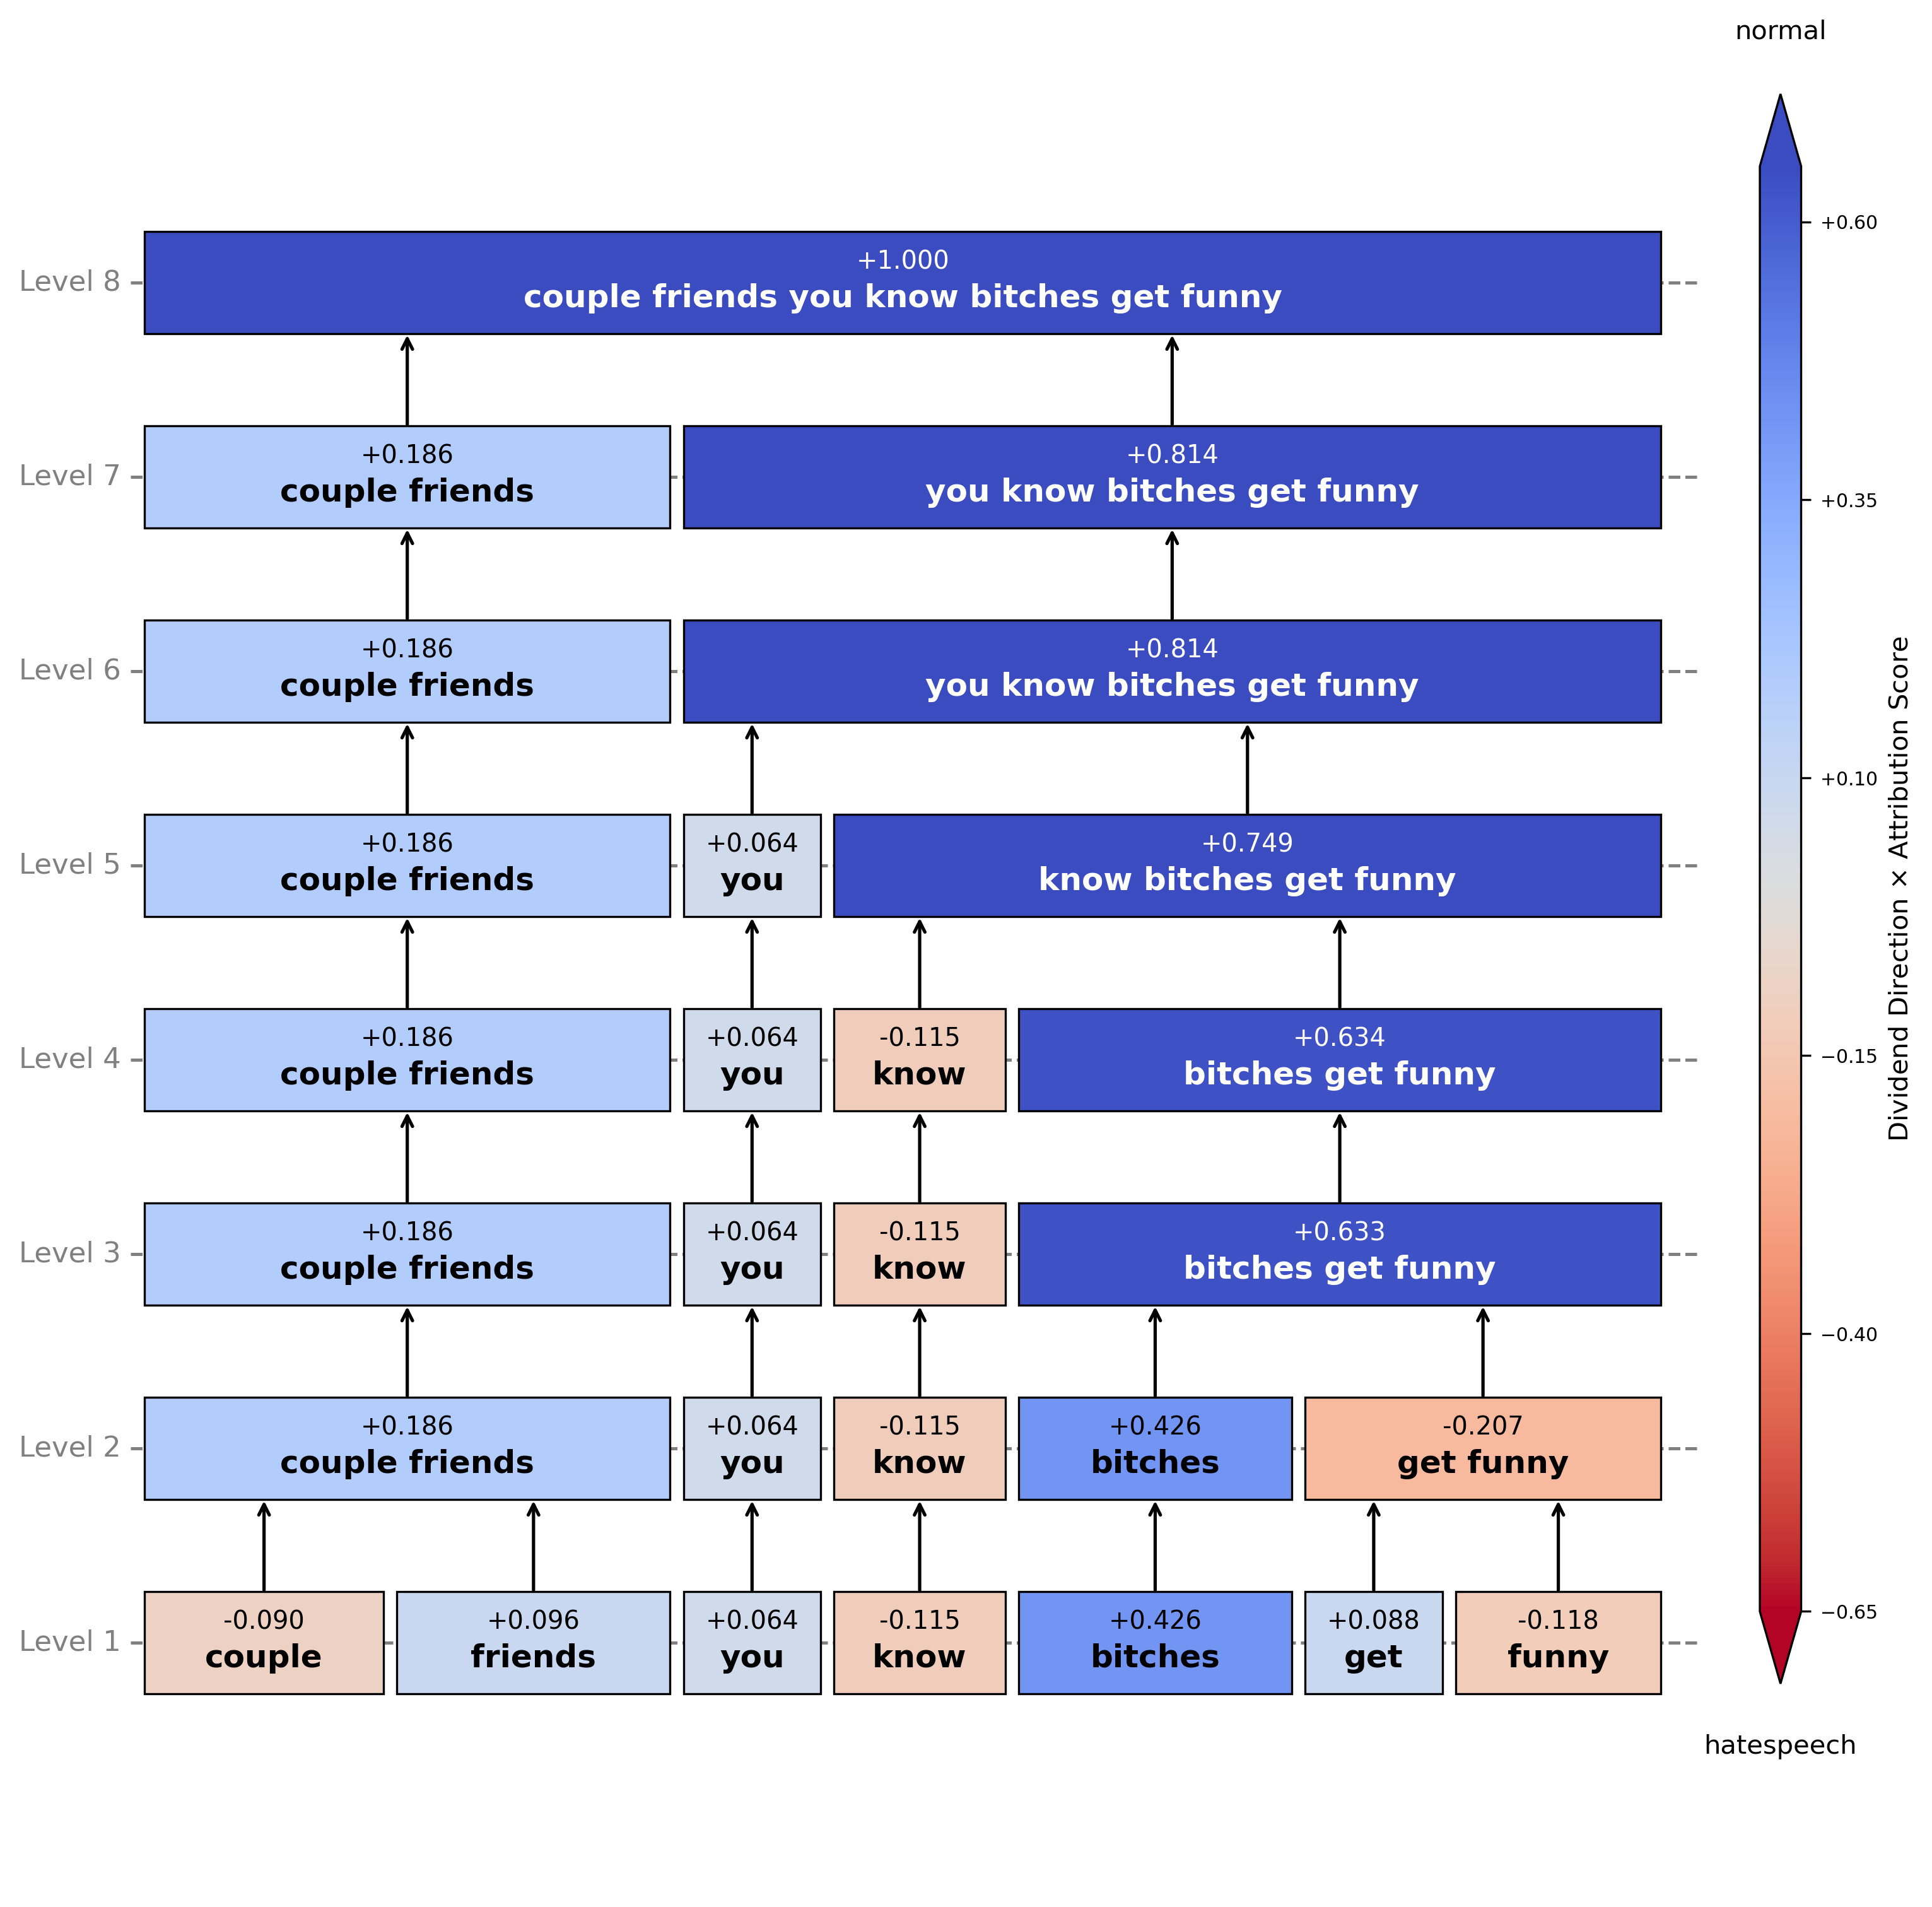 normal
Level 8
+1.000
couple friends you know bitches get funny
Level 7
+0.186
couple friends
+0.814
you know bitches get funny
Level 6
+0.186
couple friends
+0.814
you know bitches get funny
Level 5
+0.186
couple friends
+0.064
you
+0.749
know bitches get funny
Level 4
+0.186
couple friends
+0.064
you
-0.115
know
+0.634
bitches get funny
Level 3
+0.186
couple friends
+0.064
you
-0.115
know
+0.633
bitches get funny
Level 2
+0.186
couple friends
+0.064
you
-0.115
know
+0.426
bitches
-0.207
get funny
Level 1
-0.090
couple
+0.096
friends
+0.064
you
-0.115
know
+0.426
bitches
+0.088
get
-0.118
funny
+0.60
+0.35
+0.10
−0.15
−0.40
−0.65
Dividend Direction × Attribution Score
hatespeech